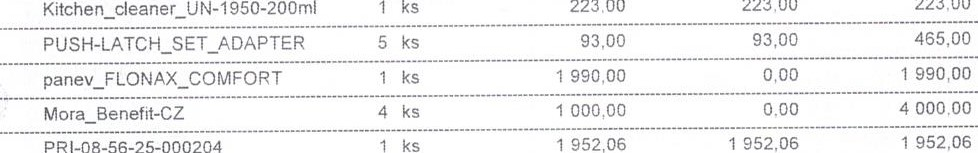 Kitchen_cleaner_UN-1950-200ml 1 ks 223,00 223,00 223,00
PUSH-LATCH_SET_ADAPTER 5 ks 93,00 93,00 465,00
panev_FLONAX_COMFORT 1 ks 1 990,00 0,00 1 990,00
Mora_Benefit-CZ 4 ks 1 000,00 0,00 4 000,00
PRI-08-56-25-000204 1 ks 1 952,06 1 952,06 1 952,06